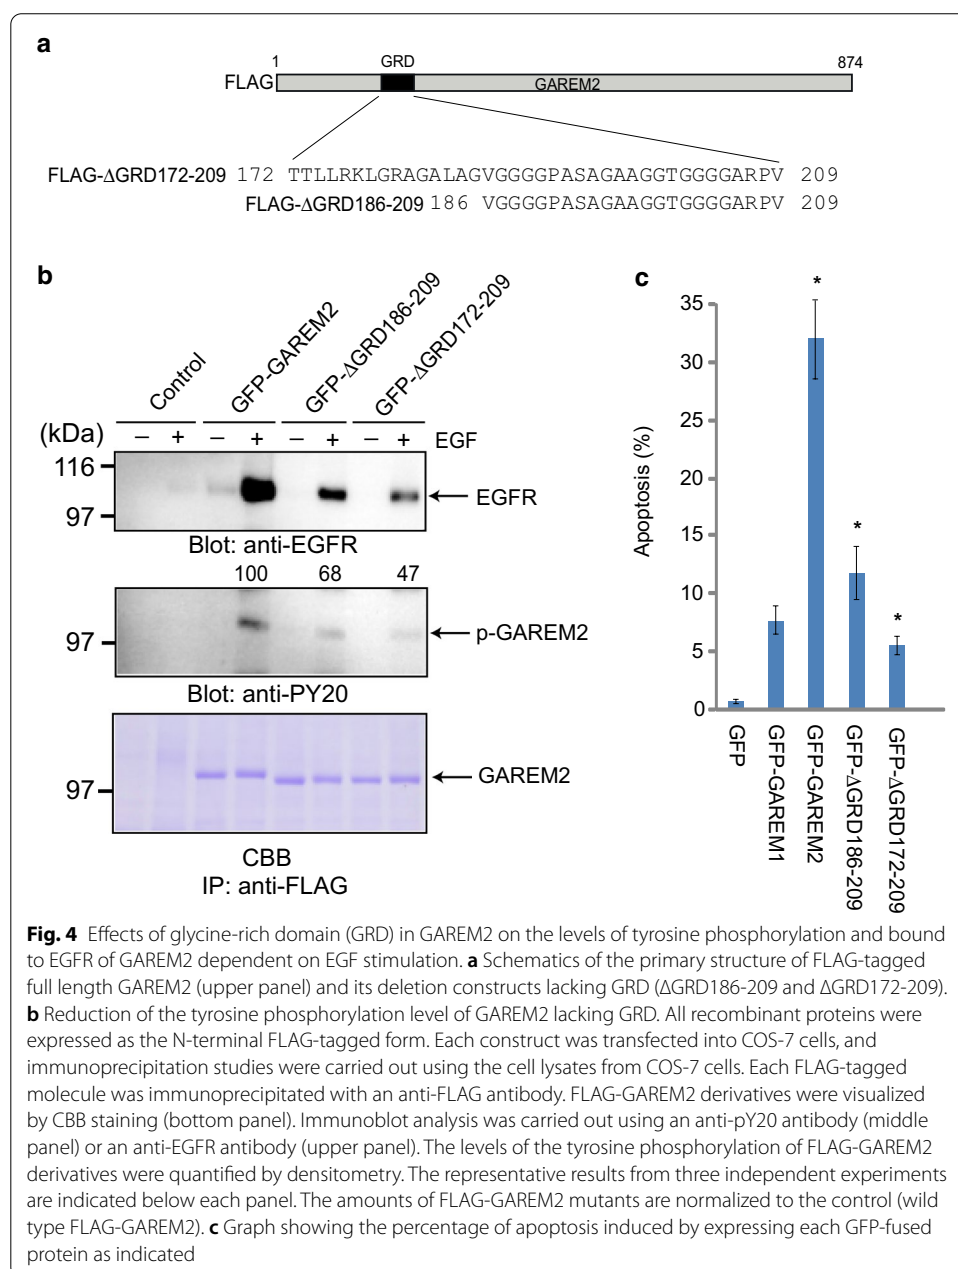 a
1 GRD 874
FLAG GAREM2
FLAG-ΔGRD172-209 172 TTLLRKLGRAGALAGVGGGGPASAGAAGGTGGGGARPV 209
FLAG-ΔGRD186-209 186 VGGGGPASAGAAGGTGGGGARPV 209
b
Control GFP-GAREM2 GFP-ΔGRD186-209 GFP-ΔGRD172-209
(kDa) – + – + – + – + EGF
116
97
EGFR
Blot: anti-EGFR
100 68 47
97
p-GAREM2
Blot: anti-PY20
97
GAREM2
CBB
IP: anti-FLAG
c
Apoptosis (%)
35
30
25
20
15
10
5
0
*
*
*
GFP
GFP-GAREM1
GFP-GAREM2
GFP-ΔGRD186-209
GFP-ΔGRD172-209
Fig. 4 Effects of glycine-rich domain (GRD) in GAREM2 on the levels of tyrosine phosphorylation and bound
to EGFR of GAREM2 dependent on EGF stimulation. a Schematics of the primary structure of FLAG-tagged
full length GAREM2 (upper panel) and its deletion constructs lacking GRD (ΔGRD186-209 and ΔGRD172-209).
b Reduction of the tyrosine phosphorylation level of GAREM2 lacking GRD. All recombinant proteins were
expressed as the N-terminal FLAG-tagged form. Each construct was transfected into COS-7 cells, and
immunoprecipitation studies were carried out using the cell lysates from COS-7 cells. Each FLAG-tagged
molecule was immunoprecipitated with an anti-FLAG antibody. FLAG-GAREM2 derivatives were visualized
by CBB staining (bottom panel). Immunoblot analysis was carried out using an anti-pY20 antibody (middle
panel) or an anti-EGFR antibody (upper panel). The levels of the tyrosine phosphorylation of FLAG-GAREM2
derivatives were quantified by densitometry. The representative results from three independent experiments
are indicated below each panel. The amounts of FLAG-GAREM2 mutants are normalized to the control (wild
type FLAG-GAREM2). c Graph showing the percentage of apoptosis induced by expressing each GFP-fused
protein as indicated